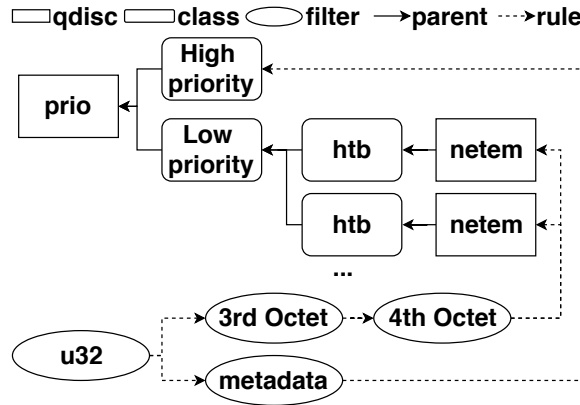 qdisc class filter parent rule
High
priority
prio
Low
priority
htb netem
htb netem
...
3rd Octet 4th Octet
u32
metadata